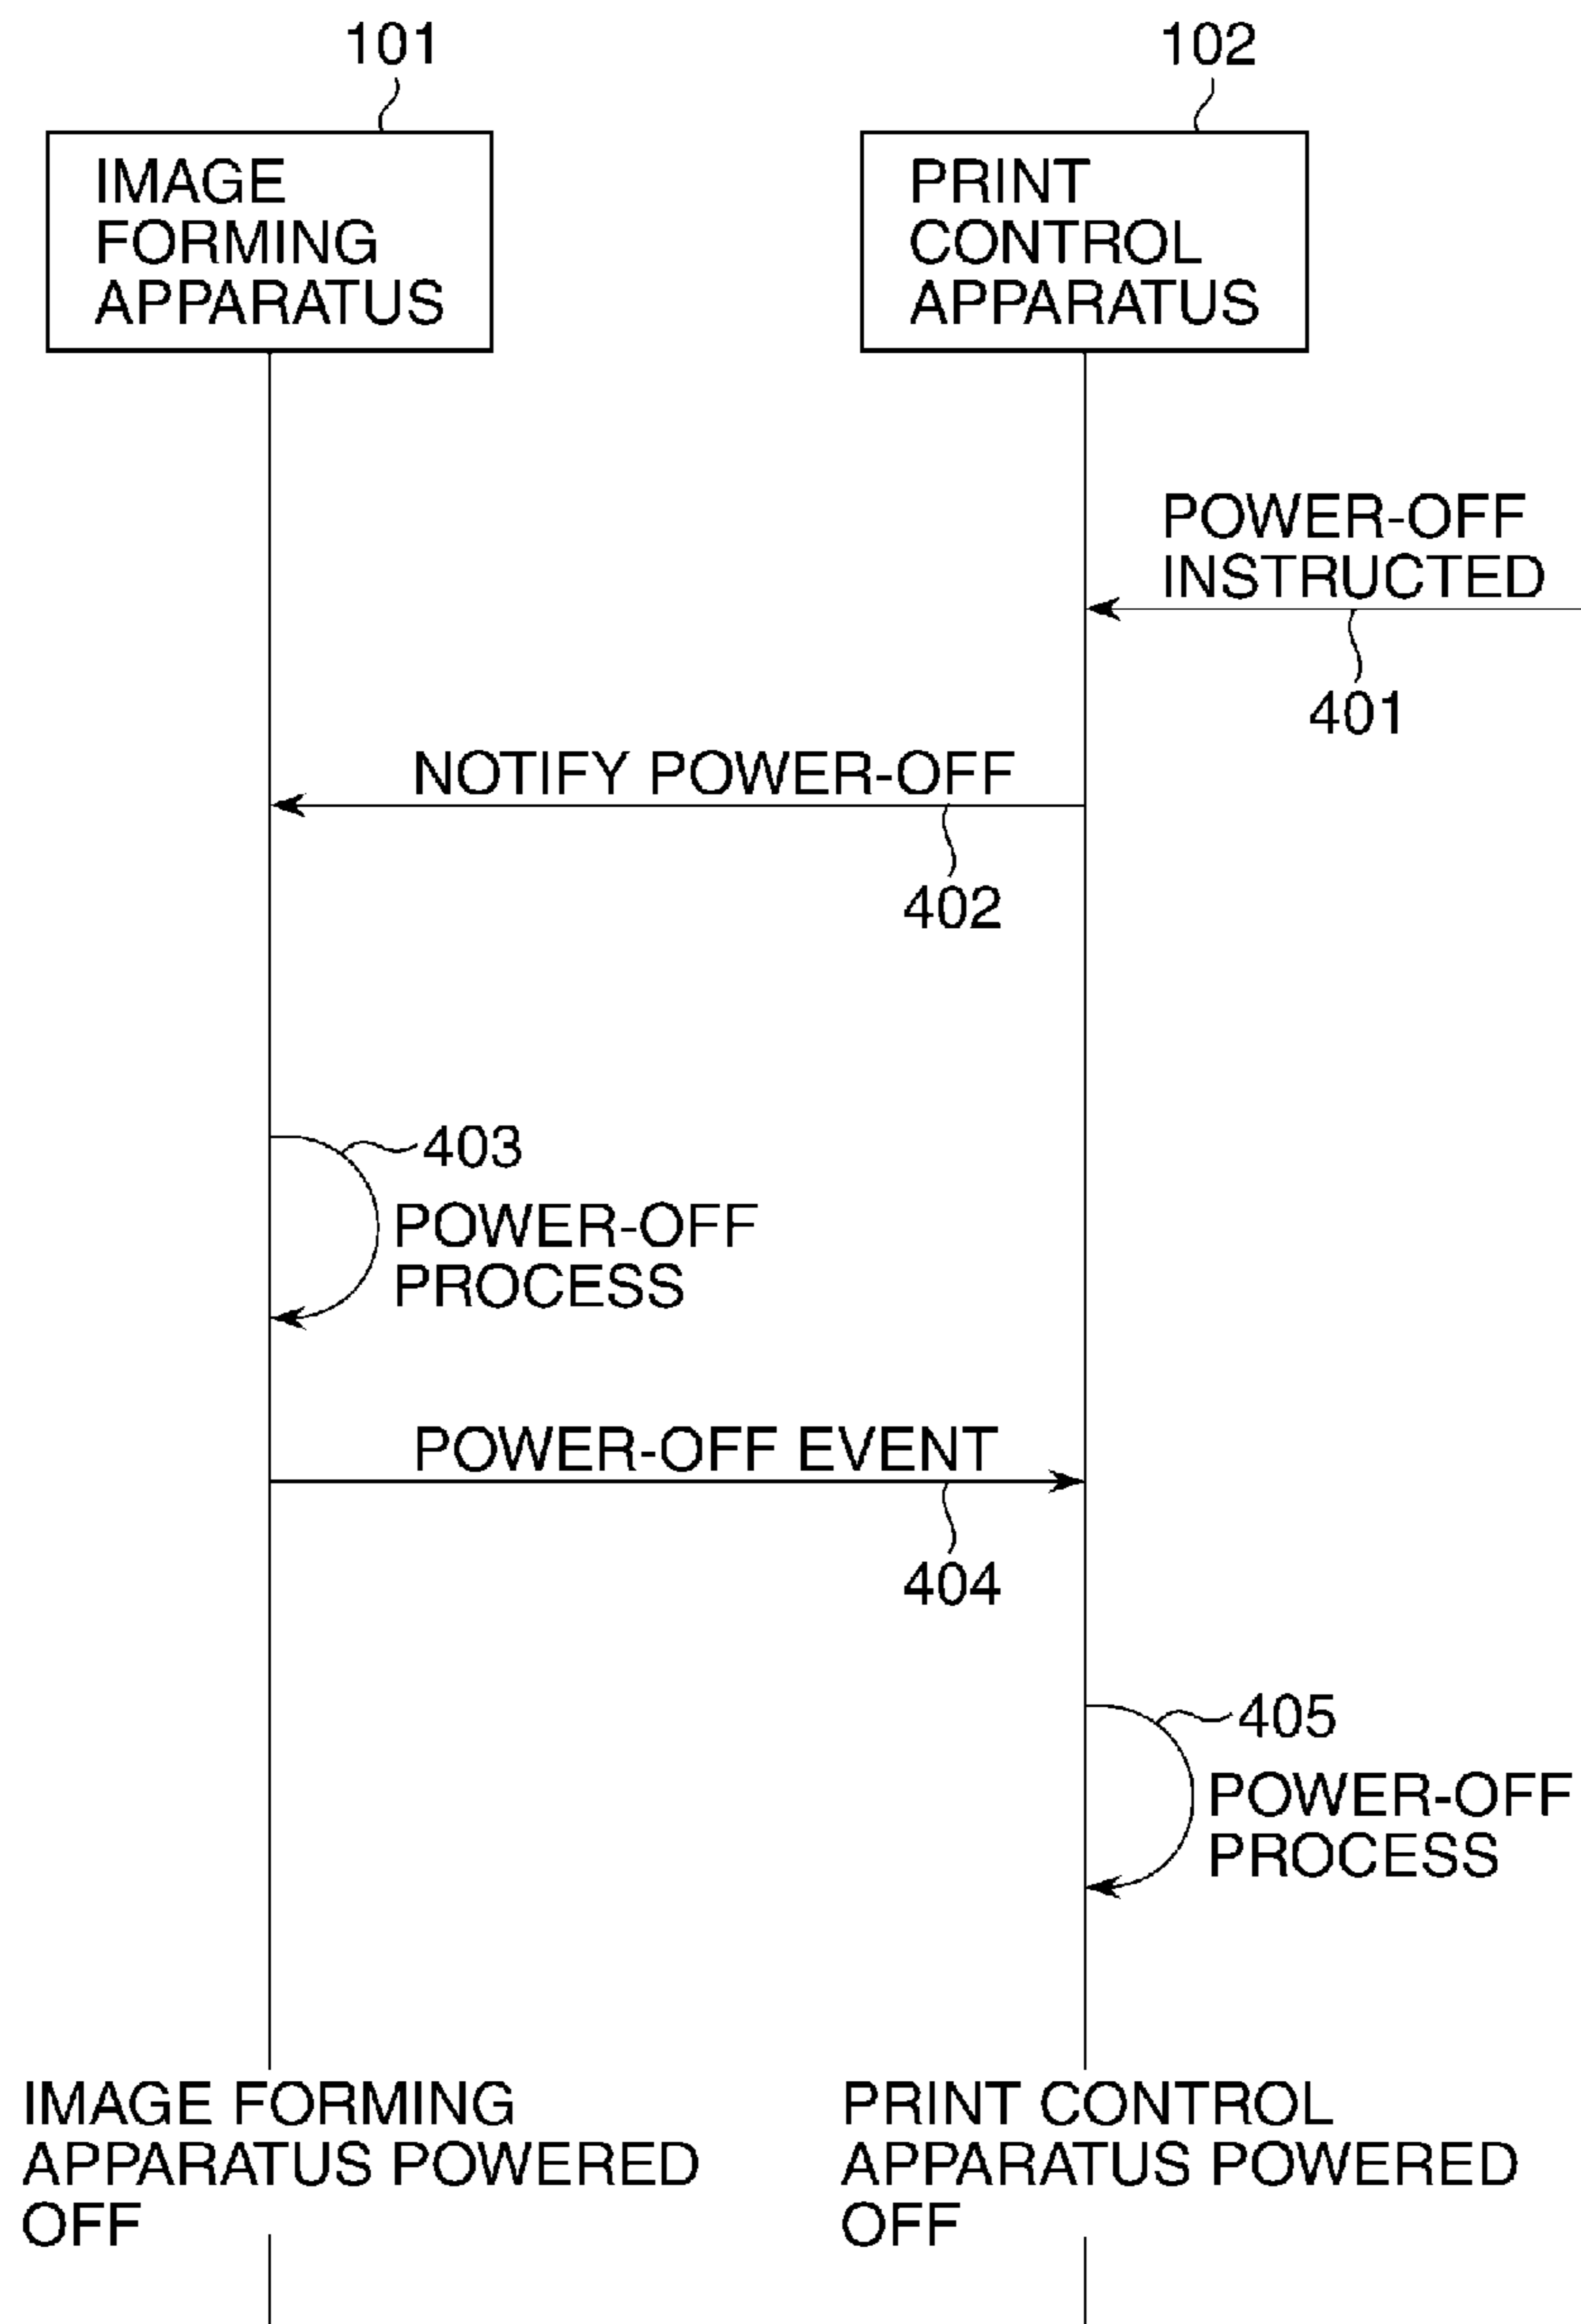 101
102
IMAGE
FORMING
APPARATUS
PRINT
CONTROL
APPARATUS
POWER-OFF
INSTRUCTED
401
NOTIFY POWER-OFF
402
403
POWER-OFF
PROCESS
POWER-OFF EVENT
404
405
POWER-OFF
PROCESS
IMAGE FORMING
APPARATUS POWERED
OFF
PRINT CONTROL
APPARATUS POWERED
OFF